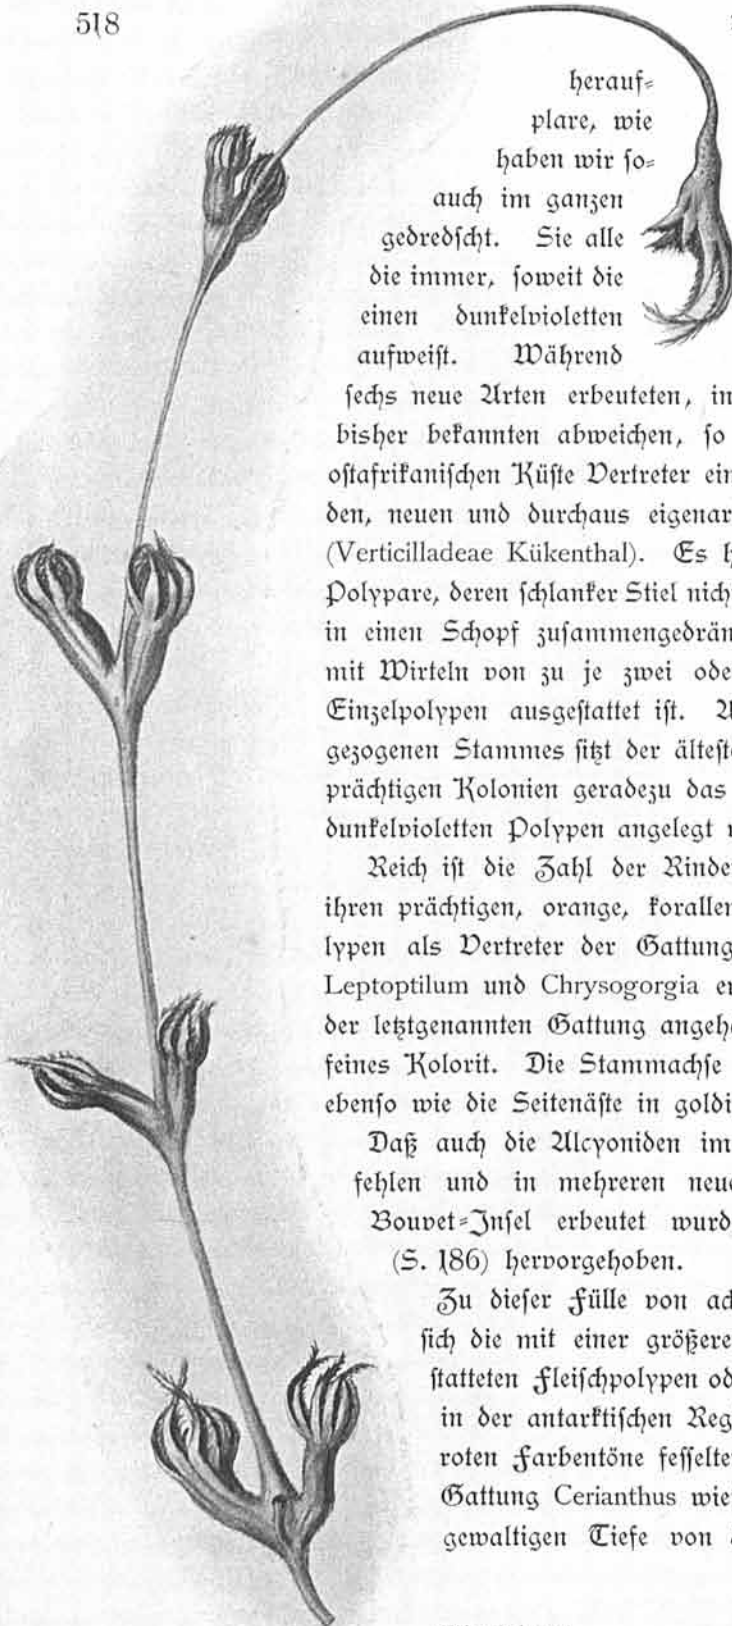 518
herauf-
plare, wie
haben wir so-
auch im ganzen
gedredscht. Sie alle
die immer, soweit die
einen dunkelvioletten
aufweist. Während
sechs neue Arten erbeuteten, in
bisher bekannten abweichen, so
ostafrikanischen Küste Vertreter ein
den, neuen und durchaus eigenar
(Verticilladeae Kükenthal). Es h
Polypare, deren schlanker Stiel nich
in einen Schopf zusammengedrän
mit Wirteln von zu je zwei ode
Einzelpolypen ausgestattet ist. A
gezogenen Stammes sitzt der älteste
prächtigen Kolonien geradezu das
dunkelvioletten Polypen angelegt
Reich ist die Zahl der Rinde
ihren prächtigen, orange, korallen
lypen als Vertreter der Gattung
Leptoptilum und Chrysogorgia er
der letztgenannten Gattung angeh
feines Kolorit. Die Stammachse
ebenso wie die Seitenäste in goldi
Daß auch die Alcyoniden im
fehlen und in mehreren neue
Bouvet-Insel erbeutet wurd
(S. 186) hervorgehoben.
Zu dieser Fülle von ac
sich die mit einer größere
statteten Fleischpolypen od
in der antarktischen Reg
roten Farbentöne fesselte
Gattung Cerianthus wie
gewaltigen Tiefe von